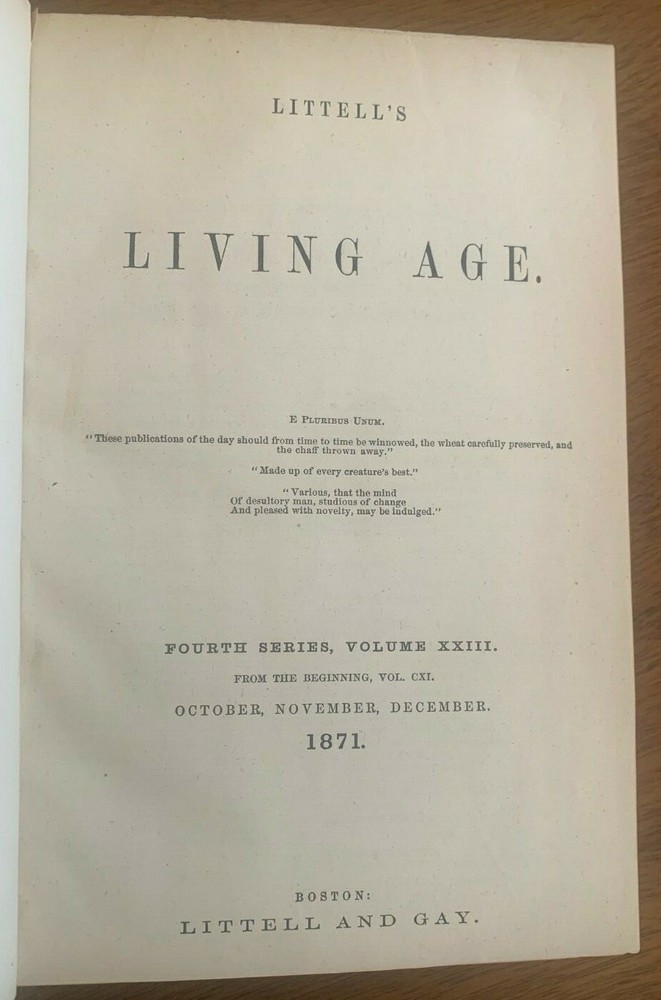 LITTELL'S
LIVING AGE.
E PLURIBUS UNUM.
"These publications of the day should from time to time be winnowed, the wheat carefully preserved, and
the chaff thrown away."
"Made up of every creature's best."
"Various, that the mind
Of desultory man, studious of change
And pleased with novelty, may be indulged."
FOURTH SERIES, VOLUME XXIII.
FROM THE BEGINNING, VOL. CXI.
OCTOBER, NOVEMBER, DECEMBER.
1871.
BOSTON:
LITTELL AND GAY.